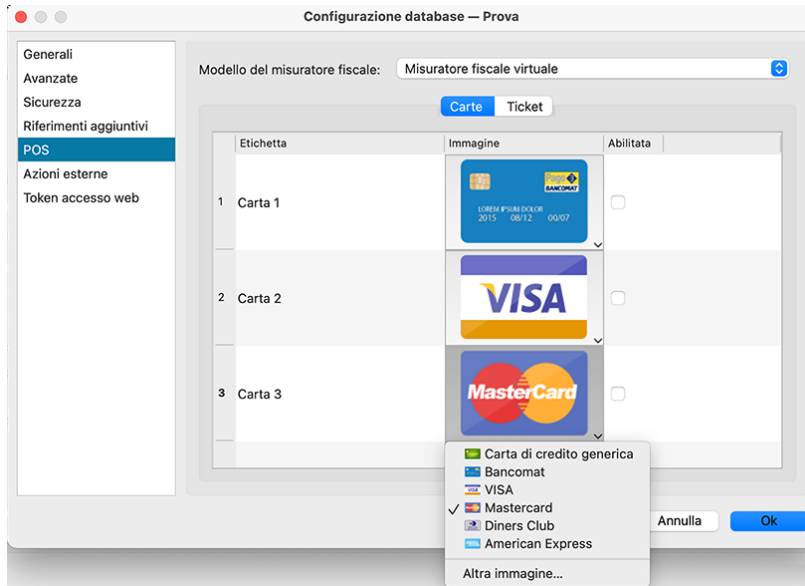 Configurazione database — Prova
Generali
Avanzate
Sicurezza
Riferimenti aggiuntivi
POS
Azioni esterne
Token accesso web
Modello del misuratore fiscale:
Misuratore fiscale virtuale
Carte
Ticket
Etichetta
Immagine
Abilitata
1
Carta 1
Pago
BANCOMAT
LOREM IPSUM DOLOR
2015 08/12 00/07
2
Carta 2
VISA
3
Carta 3
MasterCard
Carta di credito generica
Bancomat
VISA
✓ Mastercard
Diners Club
American Express
Altra immagine...
Annulla
Ok